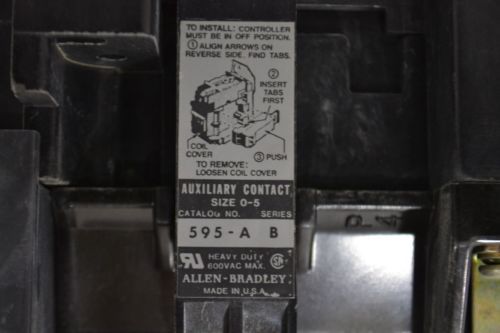 TO INSTALL: CONTROLLER
MUST BE IN OFF POSITION.
① ALIGN ARROWS ON
REVERSE SIDE. FIND TABS.
②
INSERT
TABS
FIRST
COIL
COVER
③ PUSH
TO REMOVE:
LOOSEN COIL COVER
AUXILIARY CONTACT
SIZE 0-5
CATALOG NO. SERIES
595-A B
HEAVY DUTY
600VAC MAX.
ALLEN-BRADLEY
MADE IN U.S.A.